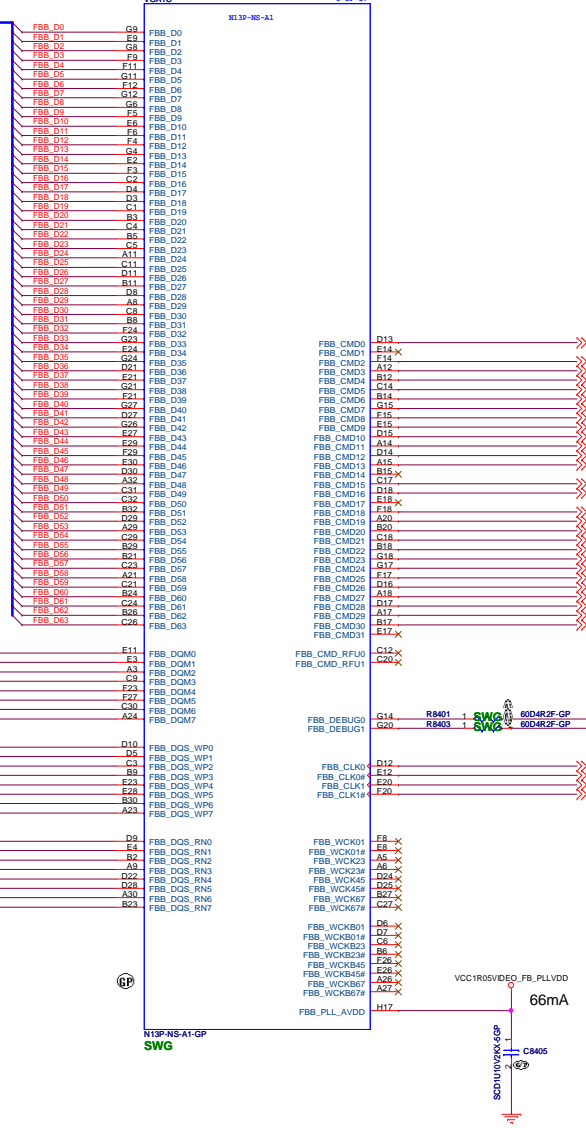 N13P-NS-A1
FBB_D0 G9 FBB_D0
FBB_D1 E9 FBB_D1
FBB_D2 G8 FBB_D2
FBB_D3 F9 FBB_D3
FBB_D4 F11 FBB_D4
FBB_D5 G11 FBB_D5
FBB_D6 F12 FBB_D6
FBB_D7 G12 FBB_D7
FBB_D8 G6 FBB_D8
FBB_D9 F5 FBB_D9
FBB_D10 E6 FBB_D10
FBB_D11 F6 FBB_D11
FBB_D12 F4 FBB_D12
FBB_D13 G4 FBB_D13
FBB_D14 E2 FBB_D14
FBB_D15 F3 FBB_D15
FBB_D16 C2 FBB_D16
FBB_D17 D4 FBB_D17
FBB_D18 D3 FBB_D18
FBB_D19 C1 FBB_D19
FBB_D20 B3 FBB_D20
FBB_D21 C4 FBB_D21
FBB_D22 B5 FBB_D22
FBB_D23 C5 FBB_D23
FBB_D24 A11 FBB_D24
FBB_D25 C11 FBB_D25
FBB_D26 D11 FBB_D26
FBB_D27 B11 FBB_D27
FBB_D28 D8 FBB_D28
FBB_D29 A8 FBB_D29
FBB_D30 C8 FBB_D30
FBB_D31 B8 FBB_D31
FBB_D32 F24 FBB_D32
FBB_D33 G23 FBB_D33
FBB_D34 E24 FBB_D34
FBB_D35 G24 FBB_D35
FBB_D36 D21 FBB_D36
FBB_D37 E21 FBB_D37
FBB_D38 G21 FBB_D38
FBB_D39 F21 FBB_D39
FBB_D40 G27 FBB_D40
FBB_D41 D27 FBB_D41
FBB_D42 G26 FBB_D42
FBB_D43 E27 FBB_D43
FBB_D44 E29 FBB_D44
FBB_D45 F29 FBB_D45
FBB_D46 E30 FBB_D46
FBB_D47 D30 FBB_D47
FBB_D48 A32 FBB_D48
FBB_D49 C31 FBB_D49
FBB_D50 C32 FBB_D50
FBB_D51 B32 FBB_D51
FBB_D52 D29 FBB_D52
FBB_D53 A29 FBB_D53
FBB_D54 C29 FBB_D54
FBB_D55 B29 FBB_D55
FBB_D56 B21 FBB_D56
FBB_D57 C23 FBB_D57
FBB_D58 A21 FBB_D58
FBB_D59 C21 FBB_D59
FBB_D60 B24 FBB_D60
FBB_D61 C24 FBB_D61
FBB_D62 B26 FBB_D62
FBB_D63 C26 FBB_D63
E11 FBB_DQM0
E3 FBB_DQM1
A3 FBB_DQM2
C9 FBB_DQM3
F23 FBB_DQM4
F27 FBB_DQM5
C30 FBB_DQM6
A24 FBB_DQM7
D10 FBB_DQS_WP0
D5 FBB_DQS_WP1
C3 FBB_DQS_WP2
B9 FBB_DQS_WP3
E23 FBB_DQS_WP4
E28 FBB_DQS_WP5
B30 FBB_DQS_WP6
A23 FBB_DQS_WP7
D9 FBB_DQS_RN0
E4 FBB_DQS_RN1
B2 FBB_DQS_RN2
A9 FBB_DQS_RN3
D22 FBB_DQS_RN4
D28 FBB_DQS_RN5
A30 FBB_DQS_RN6
B23 FBB_DQS_RN7
FBB_CMD0 D13
FBB_CMD1 E14
FBB_CMD2 F14
FBB_CMD3 A12
FBB_CMD4 B12
FBB_CMD5 C14
FBB_CMD6 B14
FBB_CMD7 G15
FBB_CMD8 F15
FBB_CMD9 E15
FBB_CMD10 D15
FBB_CMD11 A14
FBB_CMD12 D14
FBB_CMD13 A15
FBB_CMD14 B15
FBB_CMD15 C17
FBB_CMD16 D18
FBB_CMD17 E18
FBB_CMD18 F18
FBB_CMD19 A20
FBB_CMD20 B20
FBB_CMD21 C18
FBB_CMD22 B18
FBB_CMD23 G18
FBB_CMD24 G17
FBB_CMD25 F17
FBB_CMD26 D16
FBB_CMD27 A18
FBB_CMD28 D17
FBB_CMD29 A17
FBB_CMD30 B17
FBB_CMD31 E17
FBB_CMD_RFU0 C12
FBB_CMD_RFU1 C20
FBB_DEBUG0 G14 R8401 1 SWG 60D4R2F-GP
FBB_DEBUG1 G20 R8403 1 SWG 2 60D4R2F-GP
FBB_CLK0 D12
FBB_CLK0# E12
FBB_CLK1 E20
FBB_CLK1# F20
FBB_WCK01 F8
FBB_WCK01# E8
FBB_WCK23 A5
FBB_WCK23# A6
FBB_WCK45 D24
FBB_WCK45# D25
FBB_WCK67 B27
FBB_WCK67# C27
FBB_WCKB01 D6
FBB_WCKB01# D7
FBB_WCKB23 C6
FBB_WCKB23# B6
FBB_WCKB45 F26
FBB_WCKB45# E26
FBB_WCKB67 A26
FBB_WCKB67# A27
FBB_PLL_AVDD H17
VCC1R05VIDEO_FB_PLLVDD
66mA
1
C8405
2
SCD1U10V2KX-5GP
GP
N13P-NS-A1-GP
SWG